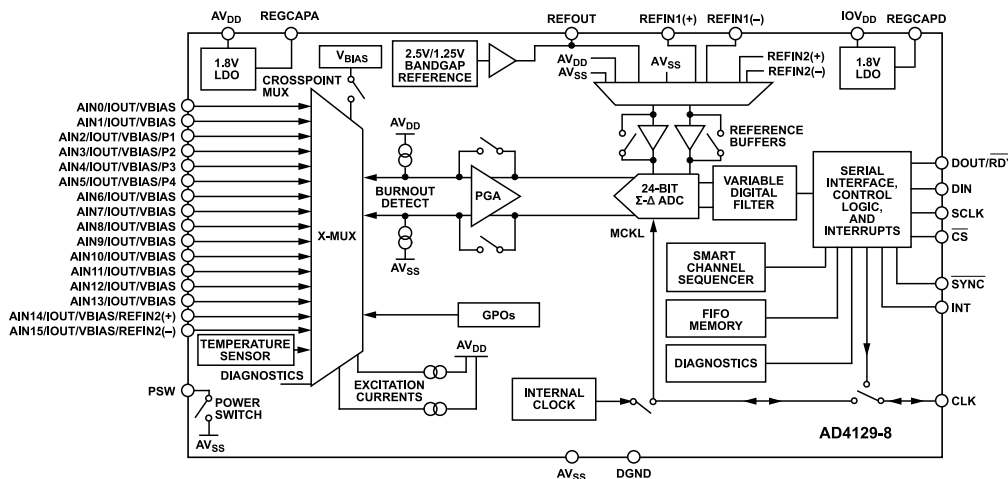 AVDD
REGCAPA
REFOUT
REFIN1(+)
REFIN1(–)
IOVDD
REGCAPD
1.8V
LDO
VBIAS
CROSSPOINT
MUX
2.5V/1.25V
BANDGAP
REFERENCE
AVDD
AVSS
AVSS
REFIN2(+)
REFIN2(–)
1.8V
LDO
AIN0/IOUT/VBIAS
AIN1/IOUT/VBIAS
AIN2/IOUT/VBIAS/P1
AIN3/IOUT/VBIAS/P2
AIN4/IOUT/VBIAS/P3
AIN5/IOUT/VBIAS/P4
AIN6/IOUT/VBIAS
AIN7/IOUT/VBIAS
AIN8/IOUT/VBIAS
AIN9/IOUT/VBIAS
AIN10/IOUT/VBIAS
AIN11/IOUT/VBIAS
AIN12/IOUT/VBIAS
AIN13/IOUT/VBIAS
AIN14/IOUT/VBIAS/REFIN2(+)
AIN15/IOUT/VBIAS/REFIN2(–)
TEMPERATURE
SENSOR
DIAGNOSTICS
X-MUX
AVDD
BURNOUT
DETECT
AVSS
PGA
REFERENCE
BUFFERS
24-BIT
Σ-Δ ADC
MCKL
VARIABLE
DIGITAL
FILTER
SERIAL
INTERFACE,
CONTROL
LOGIC,
AND
INTERRUPTS
DOUT/RD
DIN
SCLK
CS
SYNC
INT
SMART
CHANNEL
SEQUENCER
FIFO
MEMORY
DIAGNOSTICS
GPOs
AVDD
EXCITATION
CURRENTS
INTERNAL
CLOCK
CLK
PSW
POWER
SWITCH
AVSS
AD4129-8
AVSS
DGND